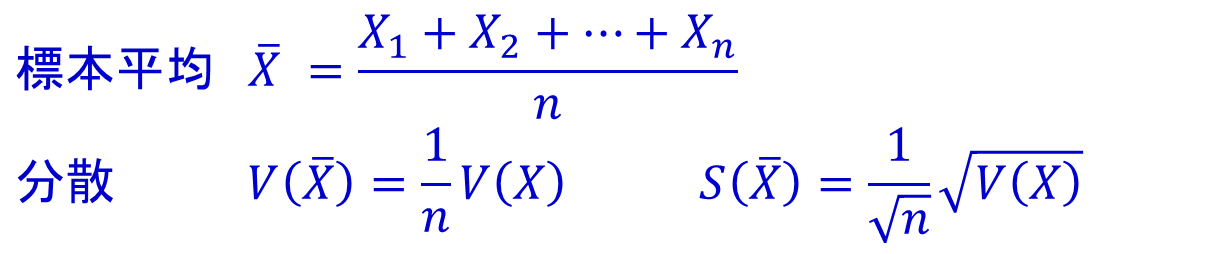 標本平均 X̄ = (X₁ + X₂ + ⋯ + Xₙ) / n
分散 V(X̄) = 1/n V(X) S(X̄) = 1/√n √V(X)